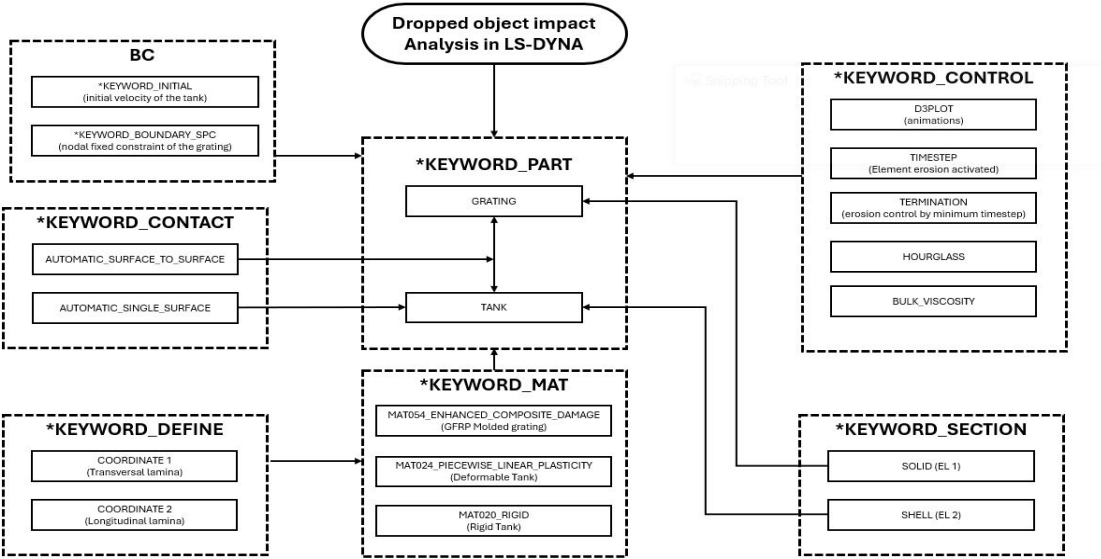 Dropped object impact
Analysis in LS-DYNA
BC
*KEYWORD_INITIAL
(initial velocity of the tank)
*KEYWORD_BOUNDARY_SPC
(nodal fixed constraint of the grating)
*KEYWORD_CONTACT
AUTOMATIC_SURFACE_TO_SURFACE
AUTOMATIC_SINGLE_SURFACE
*KEYWORD_DEFINE
COORDINATE 1
(Transversal lamina)
COORDINATE 2
(Longitudinal lamina)
*KEYWORD_PART
GRATING
TANK
*KEYWORD_MAT
MAT054_ENHANCED_COMPOSITE_DAMAGE
(GFRP Molded grating)
MAT024_PIECEWISE_LINEAR_PLASTICITY
(Deformable Tank)
MAT020_RIGID
(Rigid Tank)
Snipping Tool
*KEYWORD_CONTROL
D3PLOT
(animations)
TIMESTEP
(Element erosion activated)
TERMINATION
(erosion control by minimum timestep)
HOURGLASS
BULK_VISCOSITY
*KEYWORD_SECTION
SOLID (EL 1)
SHELL (EL 2)